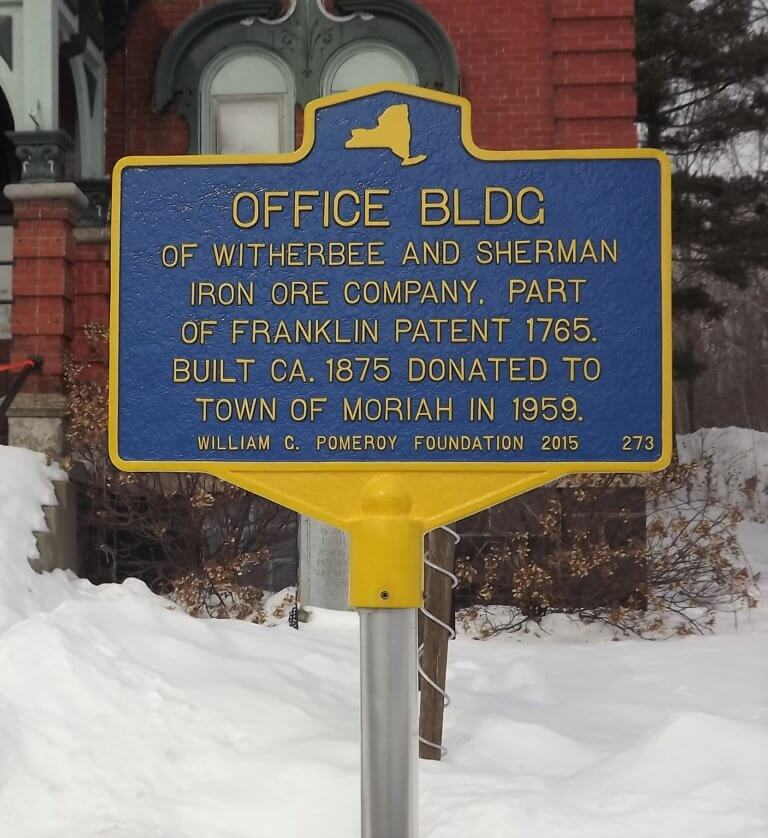 OFFICE BLDG
OF WITHERBEE AND SHERMAN
IRON ORE COMPANY, PART
OF FRANKLIN PATENT 1765.
BUILT CA. 1875 DONATED TO
TOWN OF MORIAH IN 1959.
WILLIAM G. POMEROY FOUNDATION 2015 273